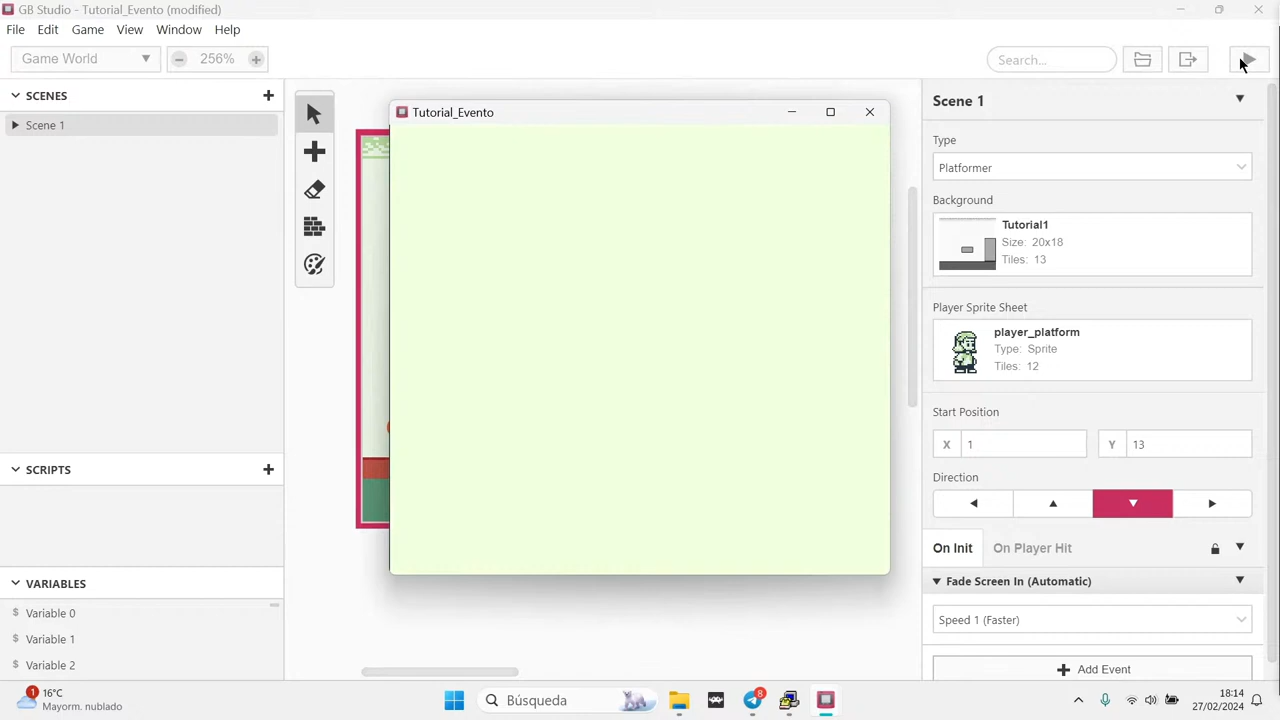 GB Studio - Tutorial_Evento (modified)
File Edit Game View Window Help
Game World
256%
Search...
SCENES
Scene 1
Tutorial_Evento
Scene 1
Type
Platformer
Background
Tutorial1
Size: 20x18
Tiles: 13
Player Sprite Sheet
player_platform
Type: Sprite
Tiles: 12
Start Position
X 1
Y 13
Direction
On Init On Player Hit
Fade Screen In (Automatic)
Speed 1 (Faster)
Add Event
SCRIPTS
VARIABLES
$ Variable 0
$ Variable 1
$ Variable 2
1
16°C
Mayorm. nublado
Búsqueda
8
18:14
27/02/2024